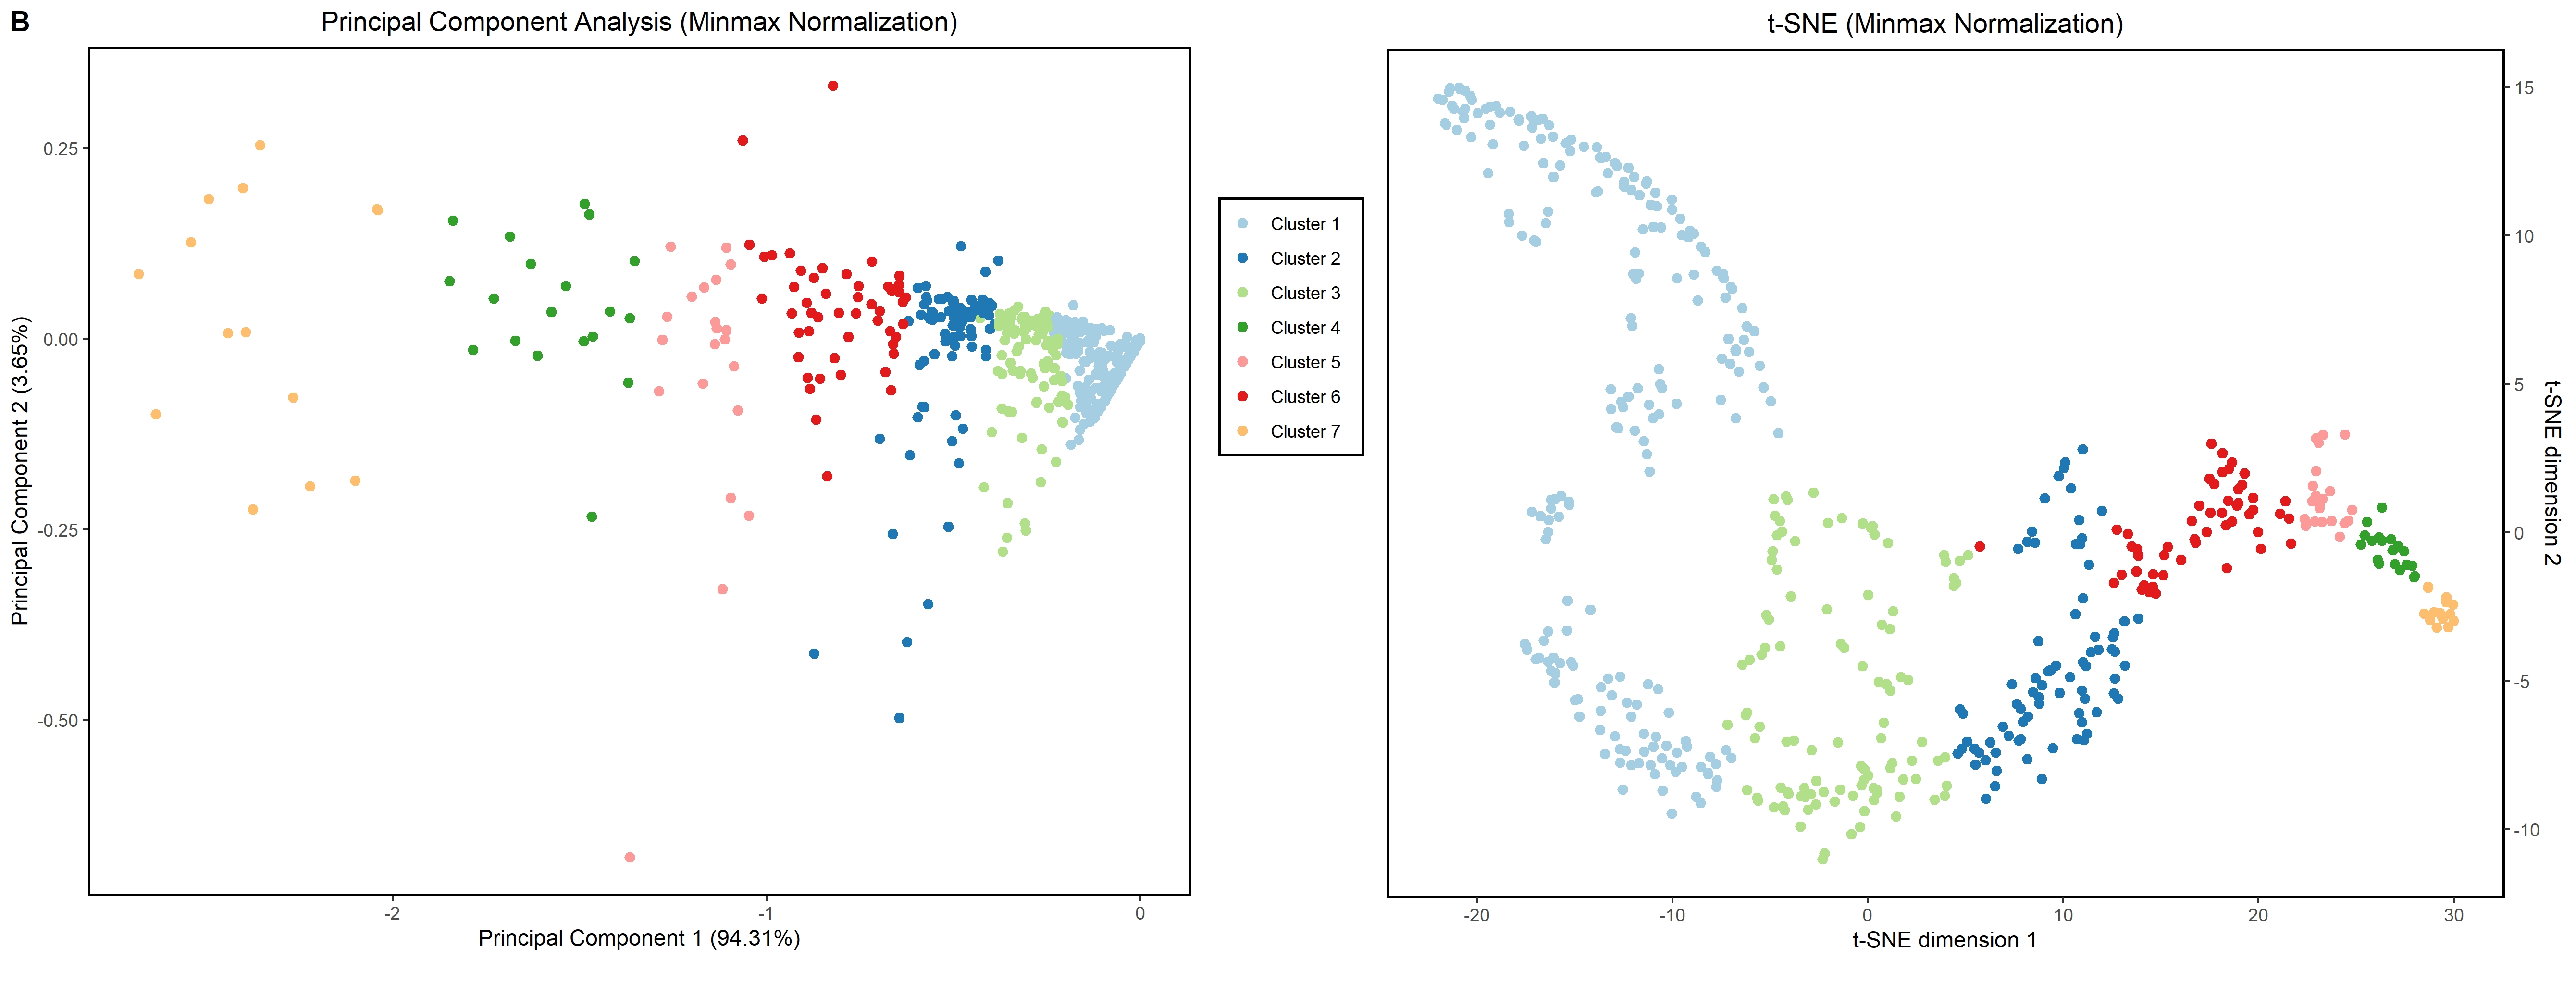 B
Principal Component Analysis (Minmax Normalization)
0.25
0.00
-0.25
-0.50
Principal Component 2 (3.65%)
-2
-1
0
Principal Component 1 (94.31%)
Cluster 1
Cluster 2
Cluster 3
Cluster 4
Cluster 5
Cluster 6
Cluster 7
t-SNE (Minmax Normalization)
15
10
5
0
-5
-10
t-SNE dimension 2
-20
-10
0
10
20
30
t-SNE dimension 1